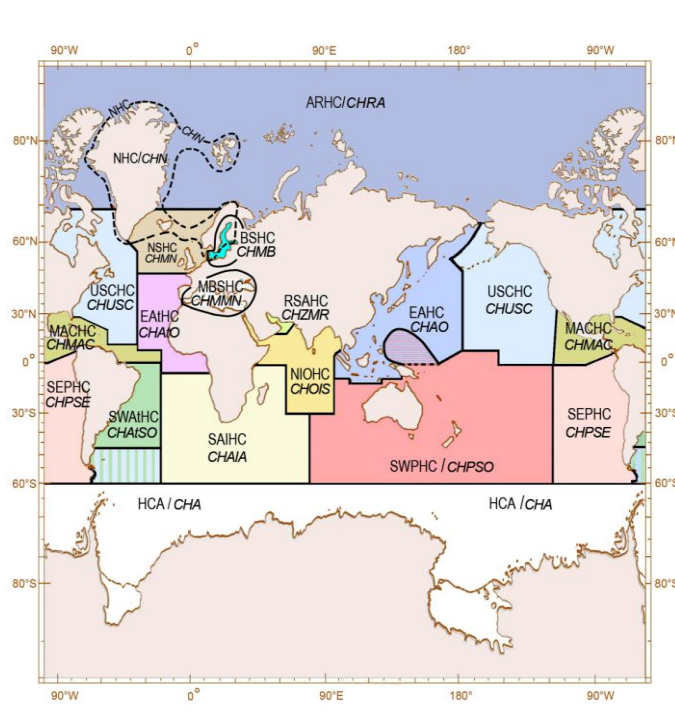 90°W 0° 90°E 180° 90°W
ARHC/CHRA
NHC
CHN
80°N 80°N
NHC/CHN
60°N 60°N
NSHC
CHMN
BSHC
CHMB
USCHC
CHUSC
EAtHC
CHAtO
MBSHC
CHMMN
RSAHC
CHZMR
EAHC
CHAO
USCHC
CHUSC
30°N 30°N
MACHC
CHMAC
MACHC
CHMAC
0° 0°
SEPHC
CHPSE
NIOHC
CHOIS
SEPHC
CHPSE
30°S 30°S
SWAtHC
CHAtSO
SAIHC
CHAIA
SWPHC / CHPSO
60°S 60°S
HCA / CHA
HCA /CHA
80°S 80°S
90°W 0° 90°E 180° 90°W